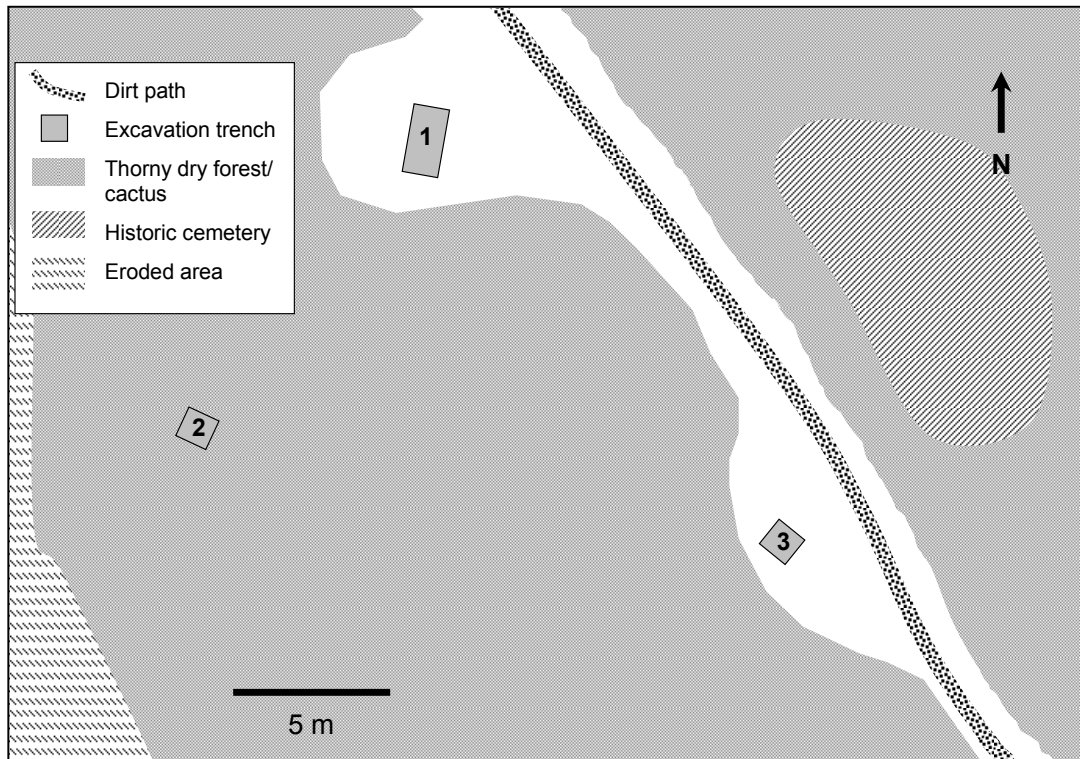 Dirt path
Excavation trench
Thorny dry forest/
cactus
Historic cemetery
Eroded area
1
N
2
3
5 m